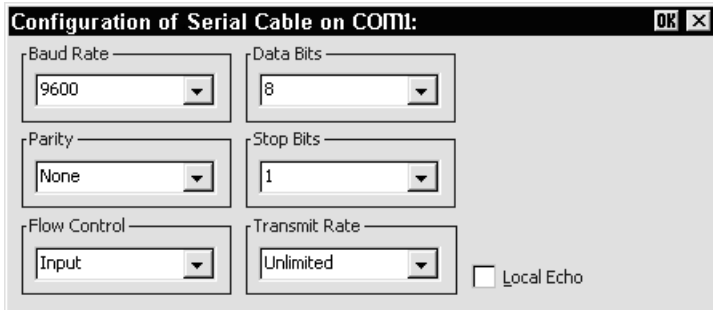 Configuration of Serial Cable on COM1:
OK
Baud Rate
9600
Data Bits
8
Parity
None
Stop Bits
1
Flow Control
Input
Transmit Rate
Unlimited
Local Echo